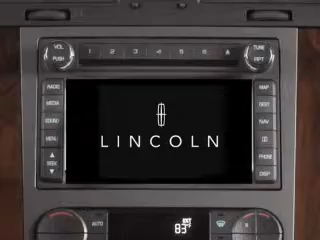 VOL
PUSH
1 2 3 4 5 6
TUNE
RADIO
MEDIA
SOUND
MENU
SEEK
LINCOLN
MAP
DEST
NAV
PHONE
DISP
AUTO
EXT
83°F